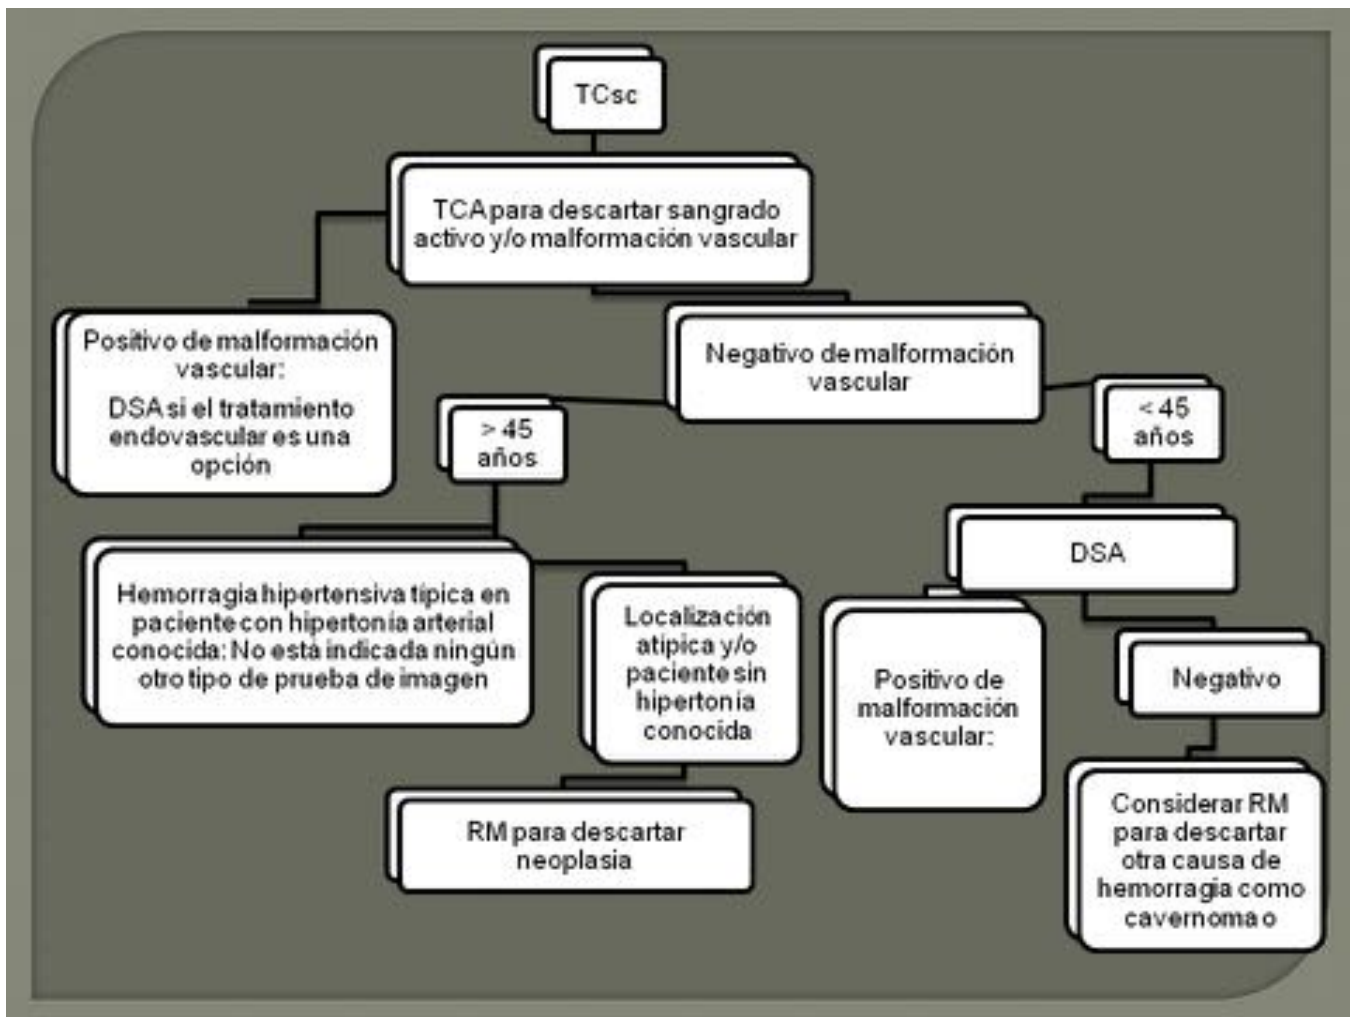 TCsc
TCA para descartar sangrado
activo y/o malformación vascular
Positivo de malformación
vascular:
DSA si el tratamiento
endovascular es una
opción
Negativo de malformación
vascular
> 45
años
< 45
años
Hemorragia hipertensiva típica en
paciente con hipertonía arterial
conocida: No está indicada ningún
otro tipo de prueba de imagen
Localización
atípica y/o
paciente sin
hipertonía
conocida
RM para descartar
neoplasia
DSA
Positivo de
malformación
vascular:
Negativo
Considerar RM
para descartar
otra causa de
hemorragia como
cavernoma o